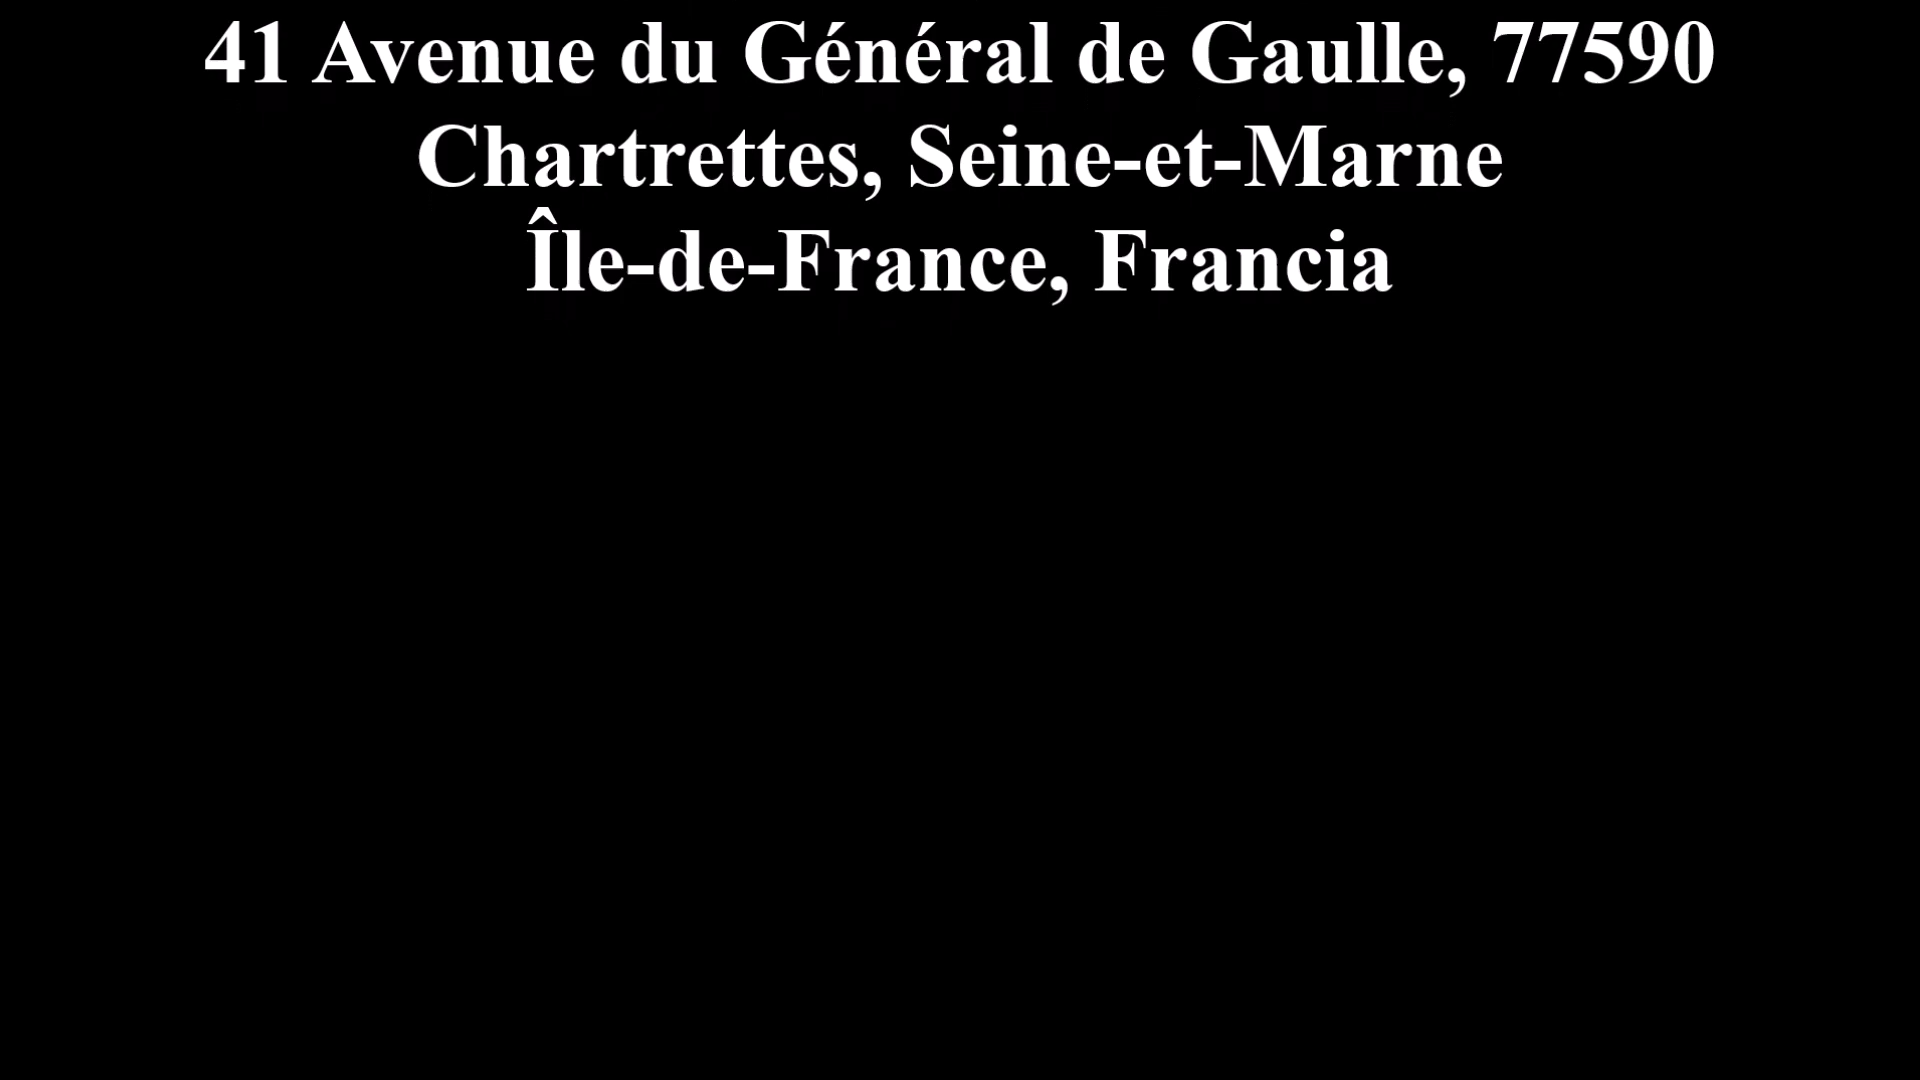 41 Avenue du Général de Gaulle, 77590
Chartrettes, Seine-et-Marne
Île-de-France, Francia